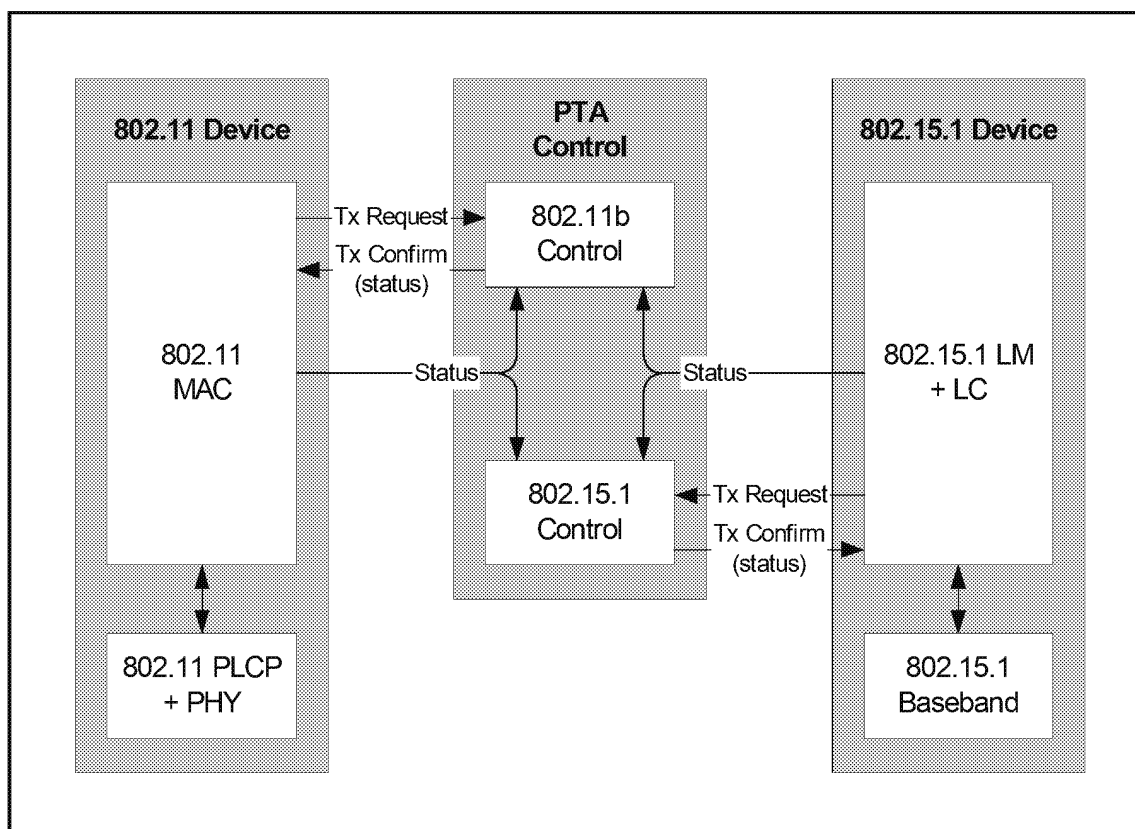 802.11 Device
802.11
MAC
802.11 PLCP
+ PHY
Tx Request
Tx Confirm
(status)
Status
PTA
Control
802.11b
Control
802.15.1
Control
Status
Tx Request
Tx Confirm
(status)
802.15.1 Device
802.15.1 LM
+ LC
802.15.1
Baseband